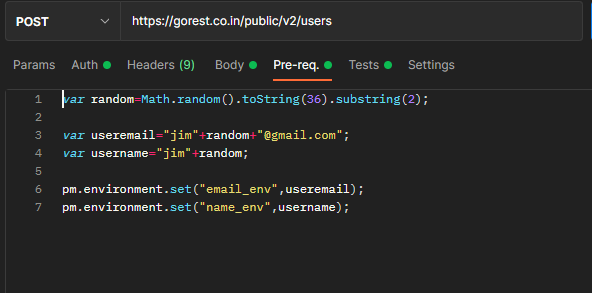 POST https://gorest.co.in/public/v2/users
Params Auth Headers (9) Body Pre-req. Tests Settings
1 var random=Math.random().toString(36).substring(2);
2
3 var useremail="jim"+random+"@gmail.com";
4 var username="jim"+random;
5
6 pm.environment.set("email_env",useremail);
7 pm.environment.set("name_env",username);